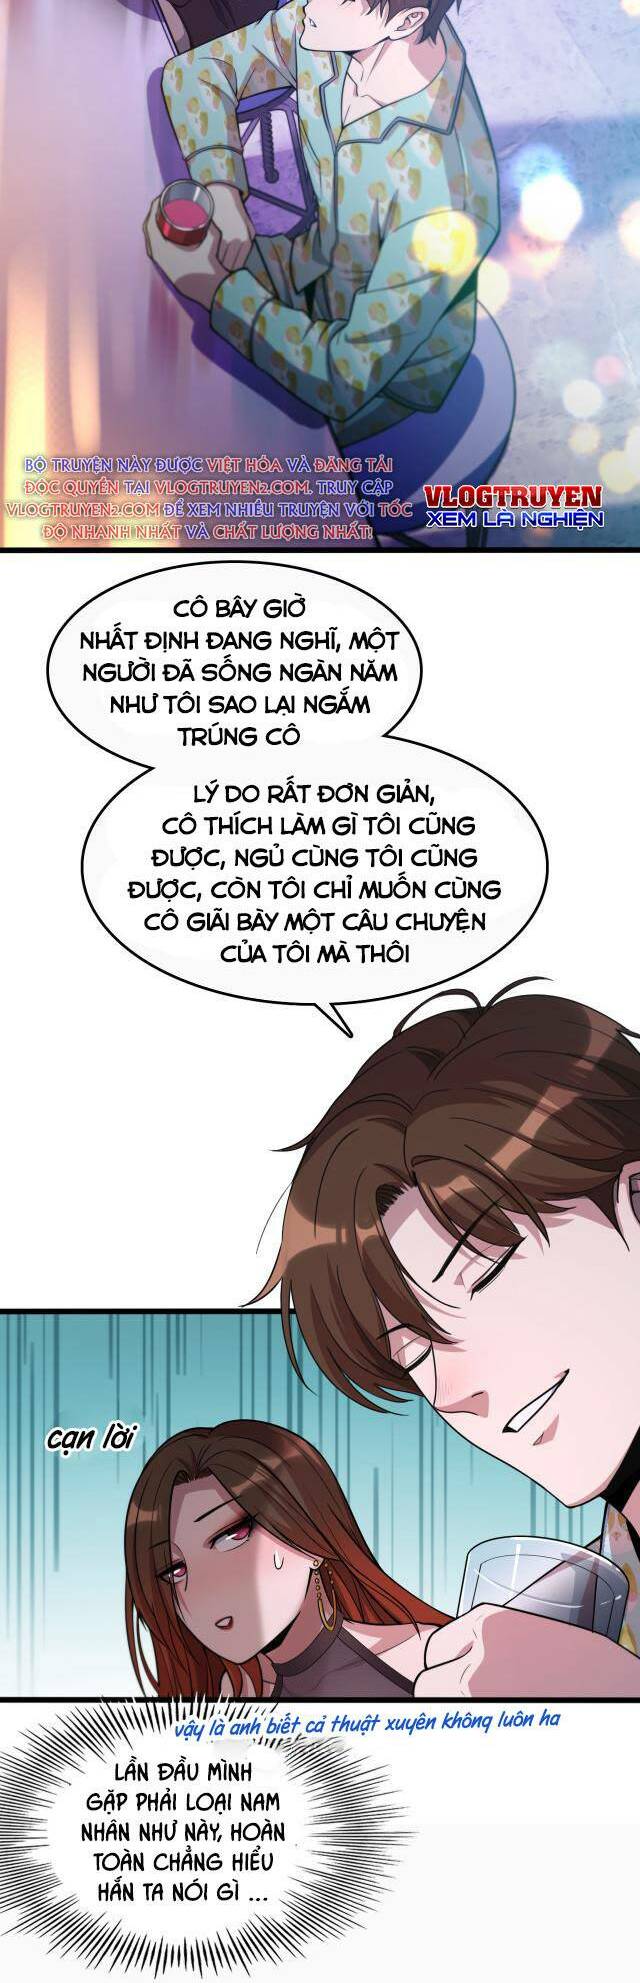 BỘ TRUYỆN NÀY ĐƯỢC VIỆT HÓA VÀ ĐĂNG TẢI
ĐỘC QUYỀN TẠI VLOGTRUYEN2.COM, TRUY CẬP
VLOGTRUYEN2.COM ĐỂ XEM NHIỀU TRUYỆN VỚI TỐC
ĐỘ NHANH NHẤT VÀ CHẤT LƯỢNG NHẤT!
VLOGTRUYEN
XEM LÀ NGHIỆN
CÔ BÂY GIỜ
NHẤT ĐỊNH ĐANG NGHĨ, MỘT
NGƯỜI ĐÃ SỐNG NGÀN NĂM
NHƯ TÔI SAO LẠI NGẮM
TRÚNG CÔ
LÝ DO RẤT ĐƠN GIẢN,
CÔ THÍCH LÀM GÌ TÔI CŨNG
ĐƯỢC, NGỦ CÙNG TÔI CŨNG
ĐƯỢC, CÒN TÔI CHỈ MUỐN CÙNG
CÔ GIÃI BÀY MỘT CÂU CHUYỆN
CỦA TÔI MÀ THÔI
cạn lời
vậy là anh biết cả thuật xuyên không luôn ha
LẦN ĐẦU MÌNH
GẶP PHẢI LOẠI NAM
NHÂN NHƯ NÀY, HOÀN
TOÀN CHẲNG HIỂU
HẮN TA NÓI GÌ ...